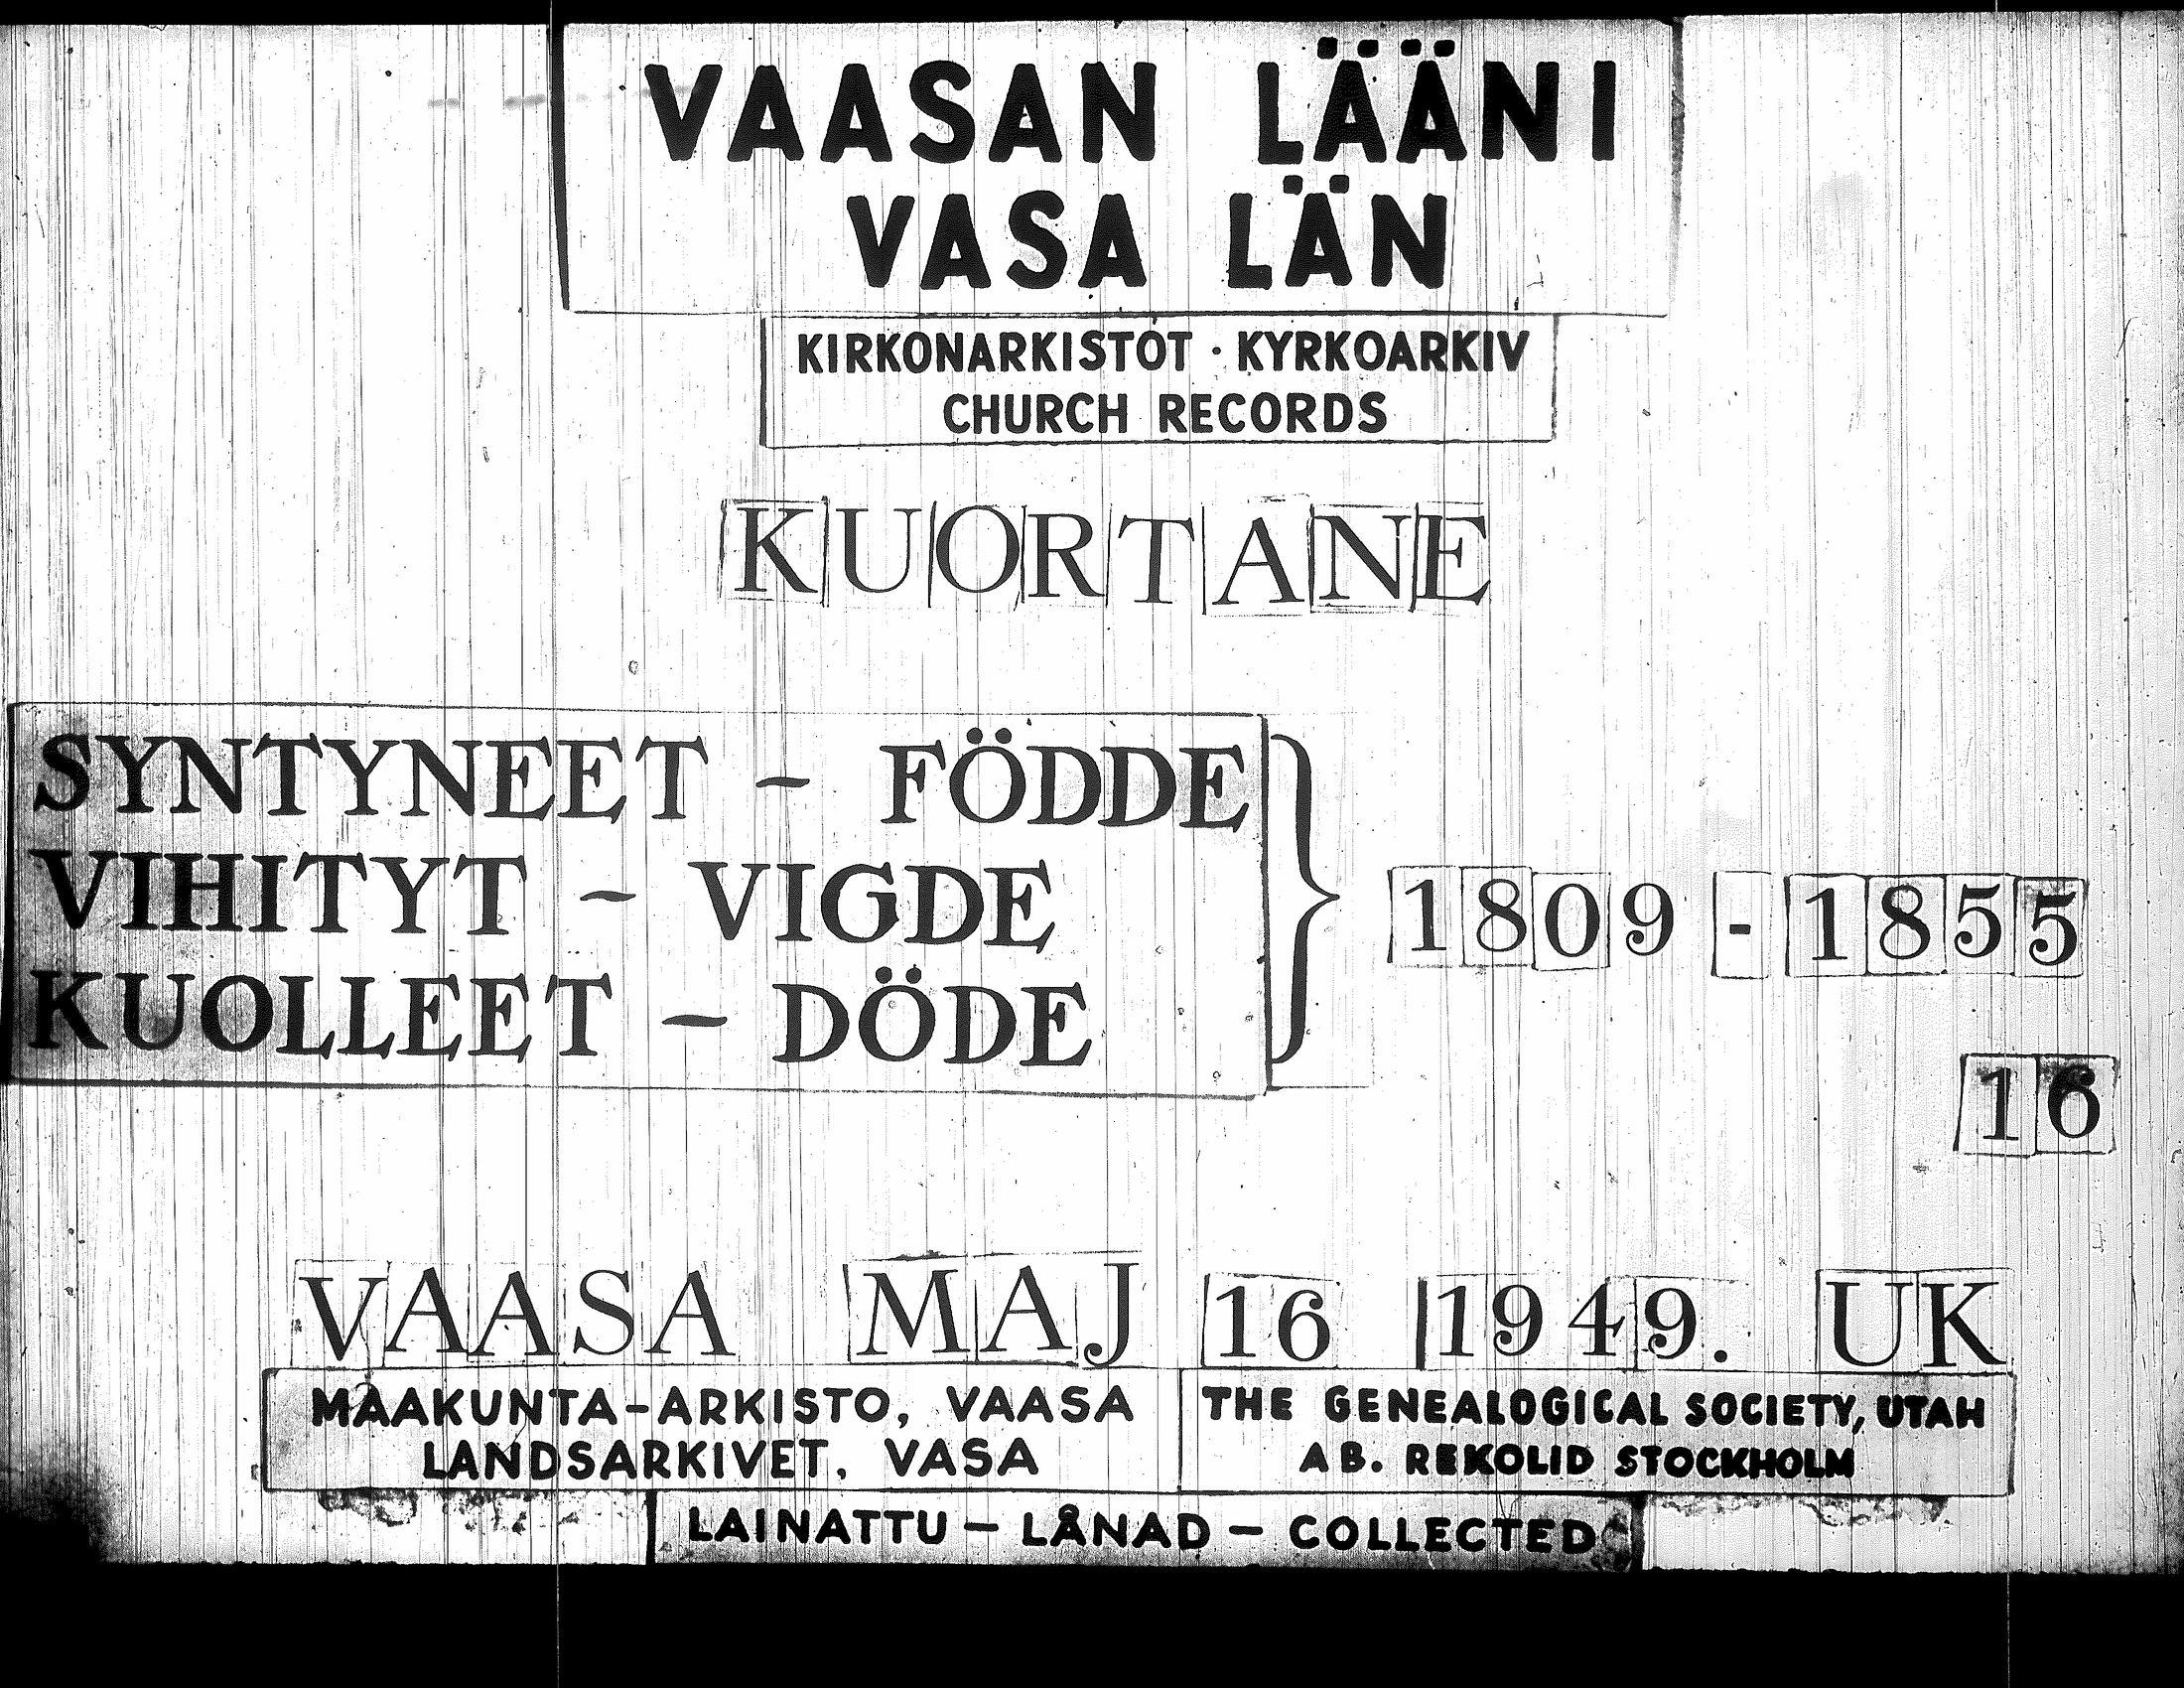 VAASAN LÄÄNI
VASA LÄN
KIRKONARKISTOT · KYRKOARKIV
CHURCH RECORDS
KUORTANE
SYNTYNEET - FÖDDE
VIHITYT - VIGDE
KUOLLEET - DÖDE
1809 - 1855
16
VAASA MAJ 16 1949. UK
MAAKUNTA-ARKISTO, VAASA
LANDSARKIVET, VASA
THE GENEALOGICAL SOCIETY, UTAH
AB. REKOLID STOCKHOLM
LAINATTU - LÅNAD - COLLECTED